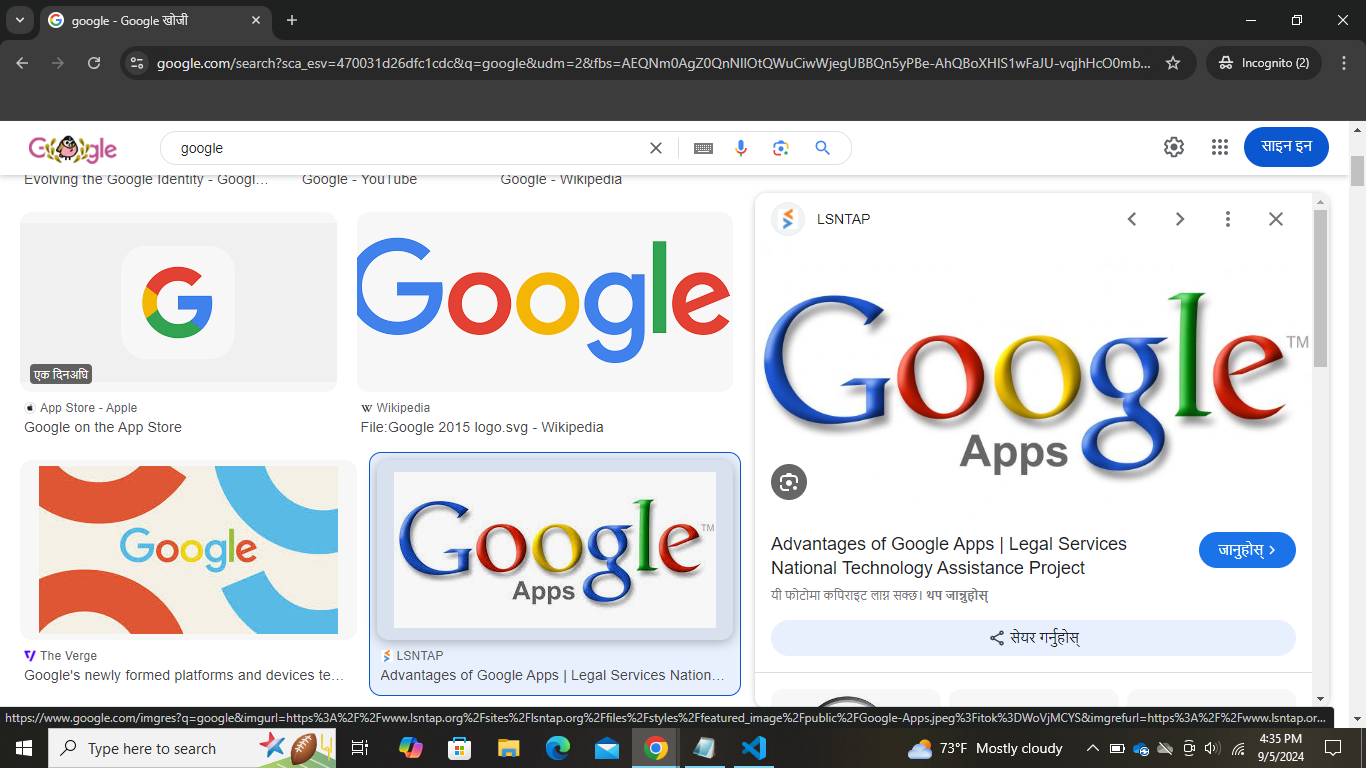 google - Google खोजी
google.com/search?sca_esv=470031d26dfc1cdc&q=google&udm=2&fbs=AEQNm0AgZ0QnNIlOtQWuCiwWjegUBBQn5yPBe-AhQBoXHIS1wFaJU-vqjhHcO0mb...
Incognito (2)
Google
google
साइन इन
Evolving the Google Identity - Googl...
Google - YouTube
Google - Wikipedia
G
एक दिनअघि
App Store - Apple
Google on the App Store
Google
Wikipedia
File:Google 2015 logo.svg - Wikipedia
Google
The Verge
Google's newly formed platforms and devices te...
Google TM
Apps
LSNTAP
Advantages of Google Apps | Legal Services Nation...
LSNTAP
Google TM
Apps
Advantages of Google Apps | Legal Services
National Technology Assistance Project
जानुहोस्
यी फोटोमा कपिराइट लाग्न सक्छ। थप जान्नुहोस्
सेयर गर्नुहोस्
https://www.google.com/imgres?q=google&imgurl=https%3A%2F%2Fwww.lsntap.org%2Fsites%2Flsntap.org%2Ffiles%2Fstyles%2Ffeatured_image%2Fpublic%2FGoogle-Apps.jpeg%3Fitok%3DWoVjMCYS&imgrefurl=https%3A%2F%2Fwww.lsntap.or...
Type here to search
73°F Mostly cloudy
4:35 PM
9/5/2024